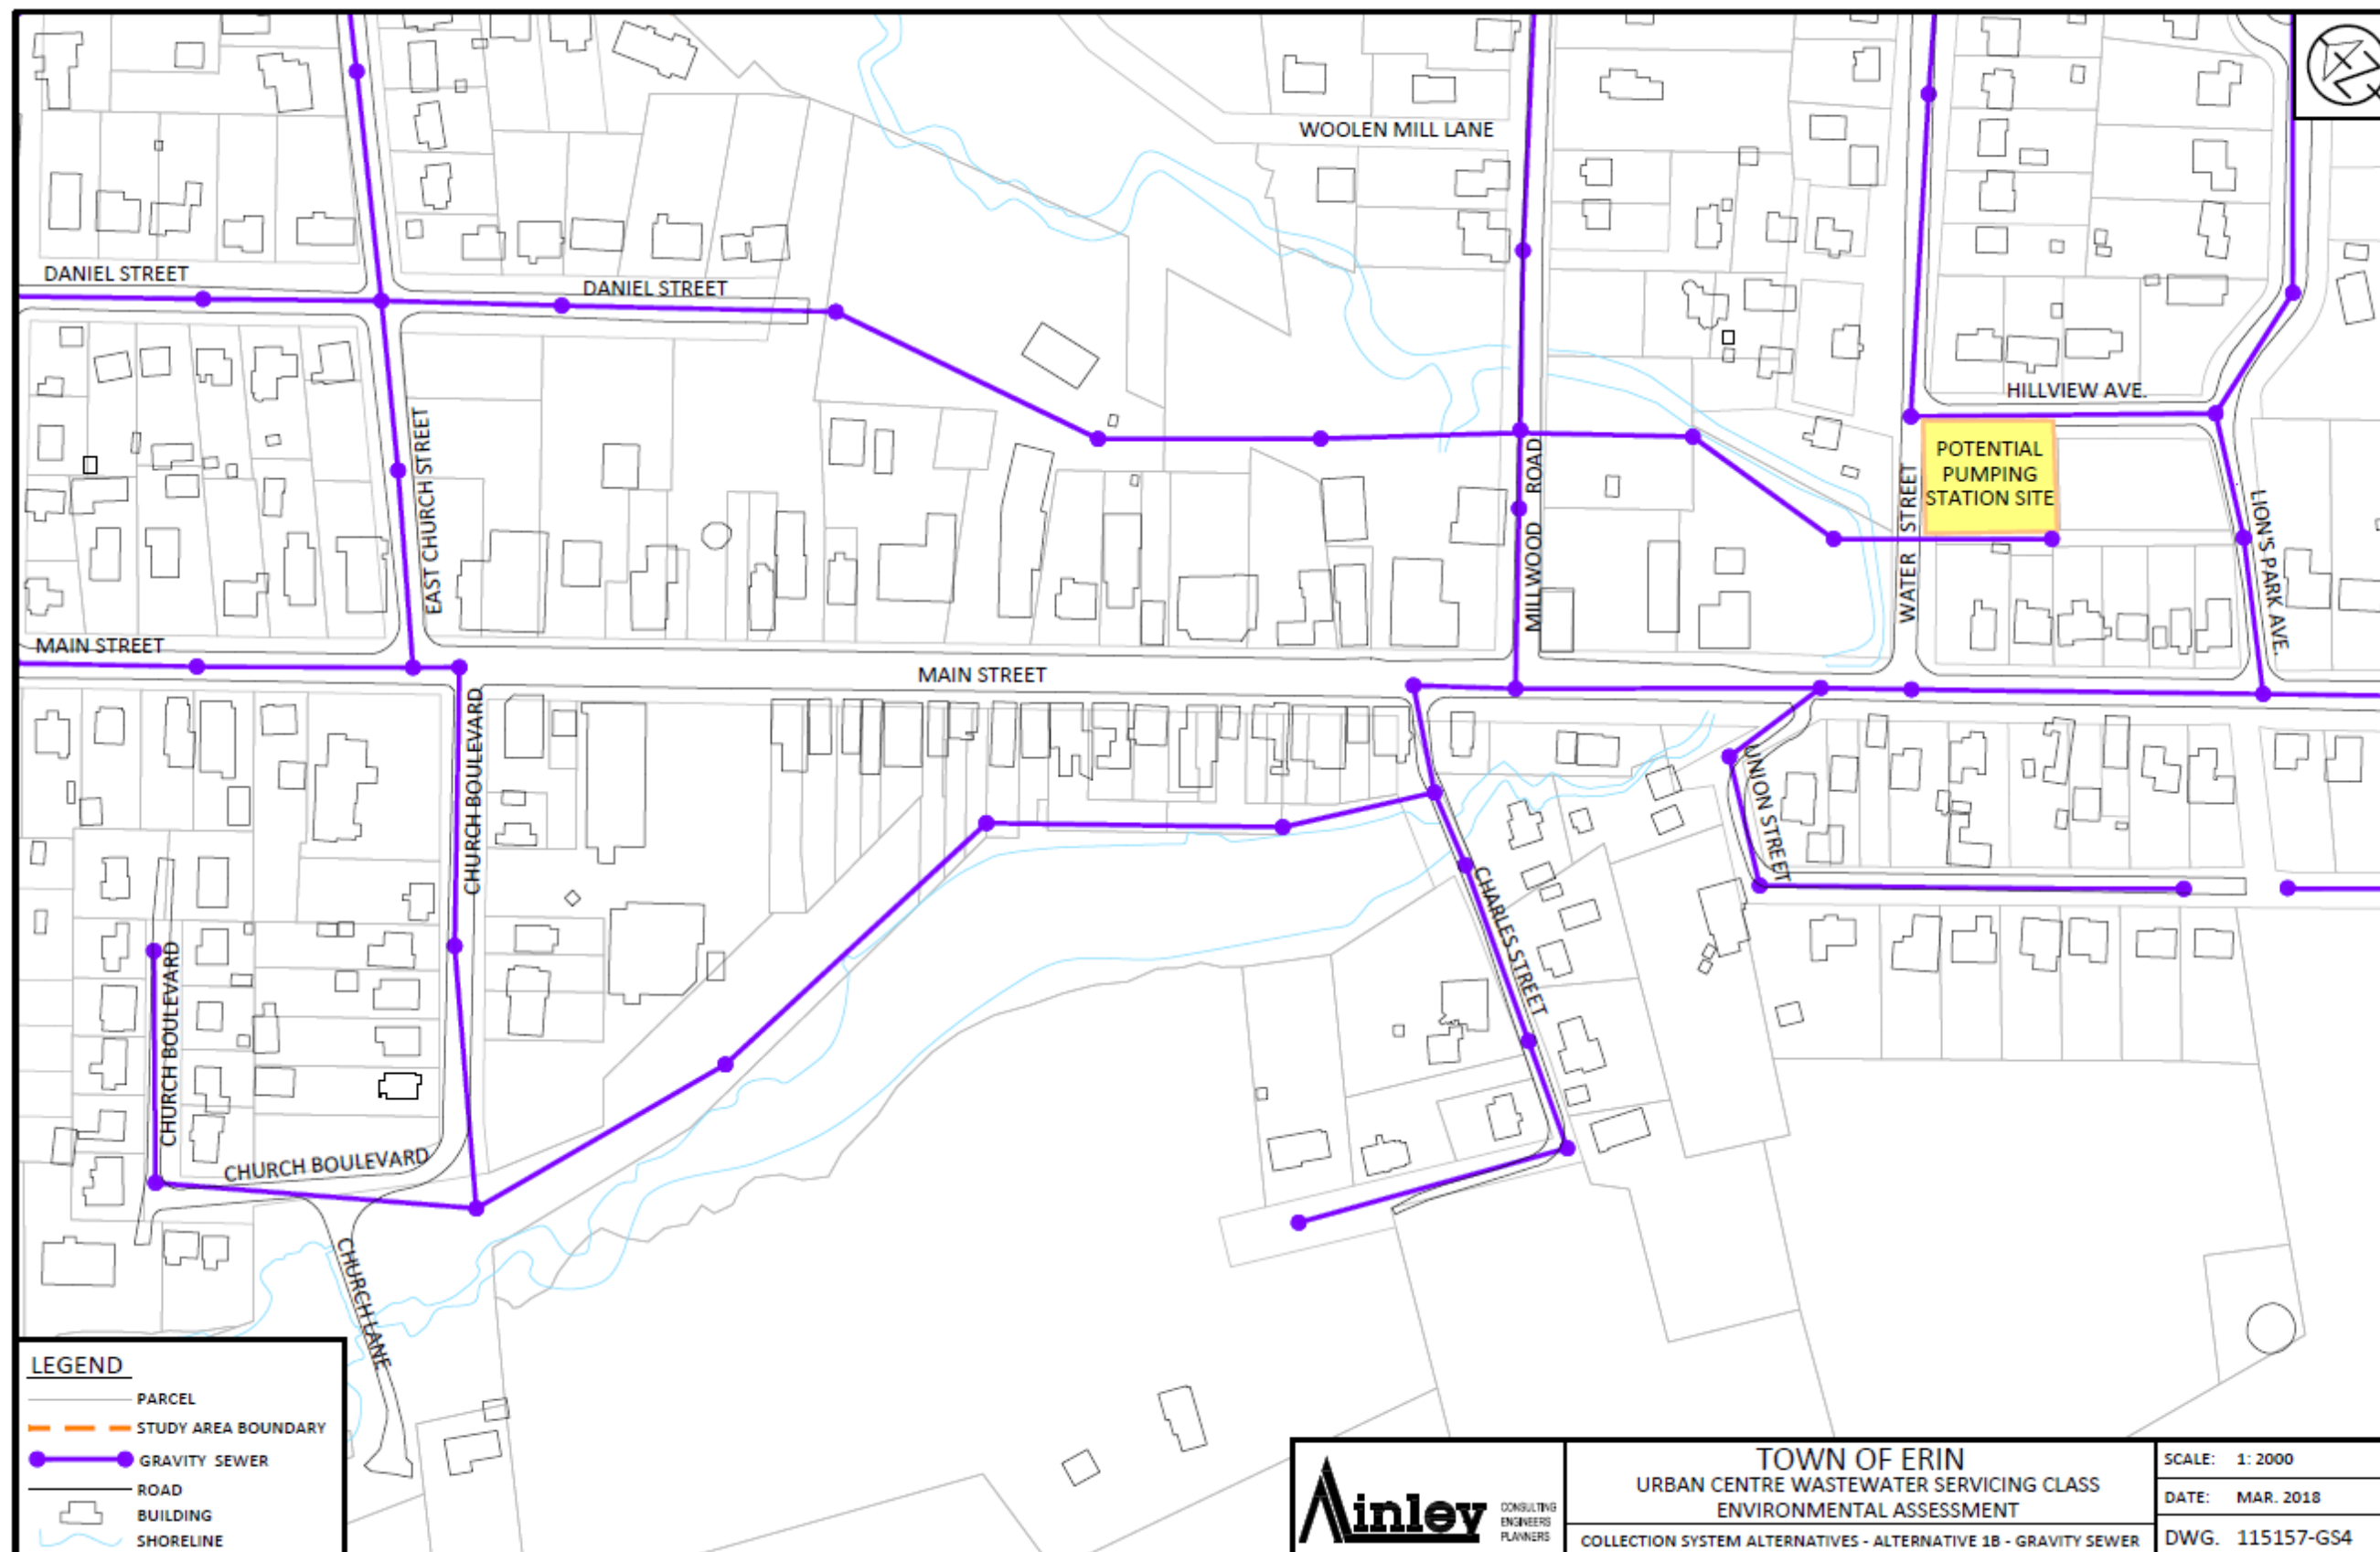 WOOLEN MILL LANE
DANIEL STREET
DANIEL STREET
HILLVIEW AVE.
EAST CHURCH STREET
MILLWOOD ROAD
WATER STREET
POTENTIAL
PUMPING
STATION SITE
LION'S PARK AVE.
MAIN STREET
MAIN STREET
CHURCH BOULEVARD
UNION STREET
CHARLES STREET
CHURCH BOULEVARD
CHURCH BOULEVARD
CHURCH LANE
LEGEND
PARCEL
STUDY AREA BOUNDARY
GRAVITY SEWER
ROAD
BUILDING
SHORELINE
Ainley
CONSULTING
ENGINEERS
PLANNERS
TOWN OF ERIN
URBAN CENTRE WASTEWATER SERVICING CLASS
ENVIRONMENTAL ASSESSMENT
COLLECTION SYSTEM ALTERNATIVES - ALTERNATIVE 1B - GRAVITY SEWER
SCALE: 1: 2000
DATE: MAR. 2018
DWG. 115157-GS4